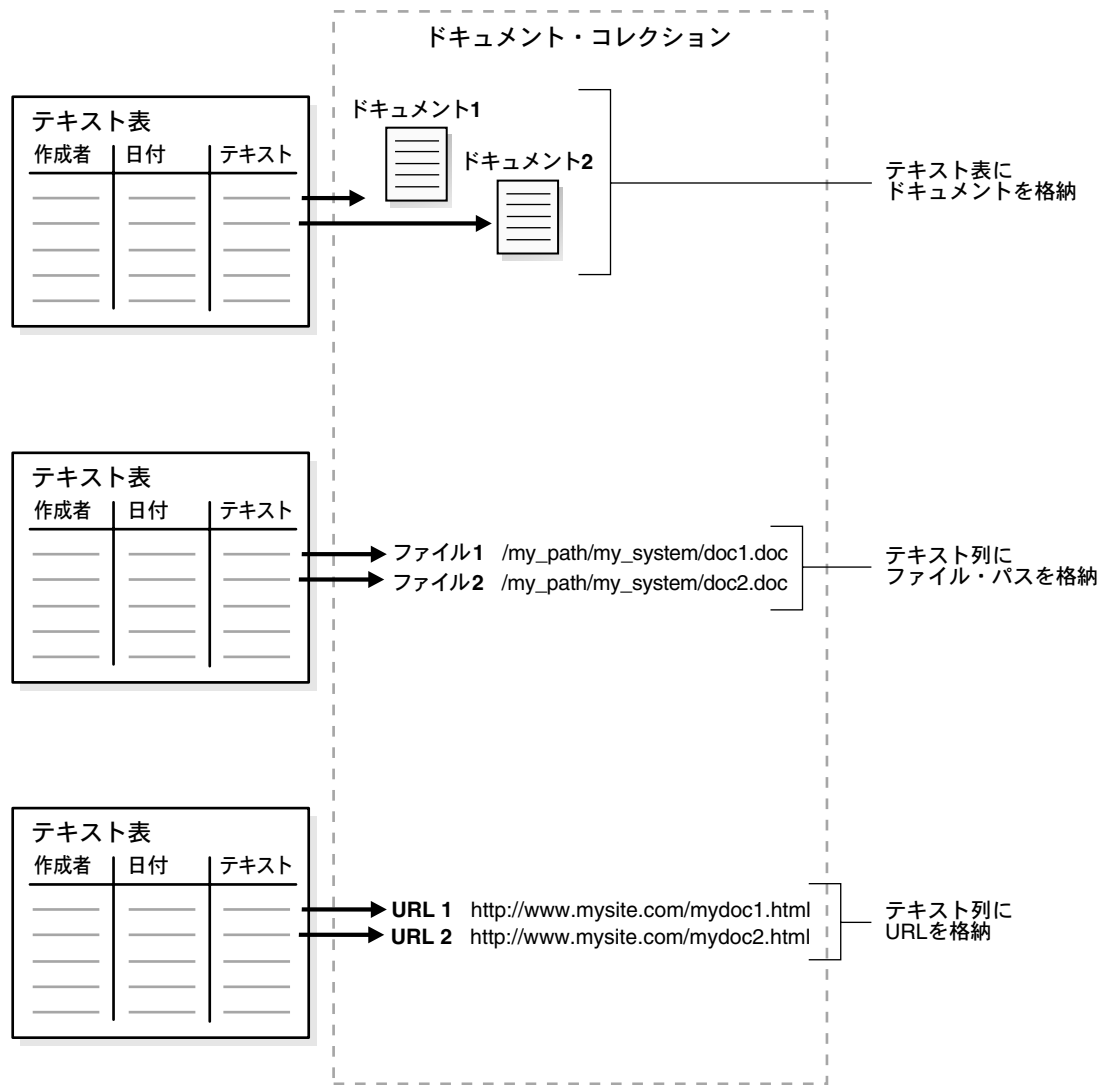 ドキュメント・コレクション
テキスト表
作成者 日付 テキスト
ドキュメント1
ドキュメント2
テキスト表に
ドキュメントを格納
テキスト表
作成者 日付 テキスト
ファイル1 /my_path/my_system/doc1.doc
ファイル2 /my_path/my_system/doc2.doc
テキスト列に
ファイル・パスを格納
テキスト表
作成者 日付 テキスト
URL 1 http://www.mysite.com/mydoc1.html
URL 2 http://www.mysite.com/mydoc2.html
テキスト列に
URLを格納